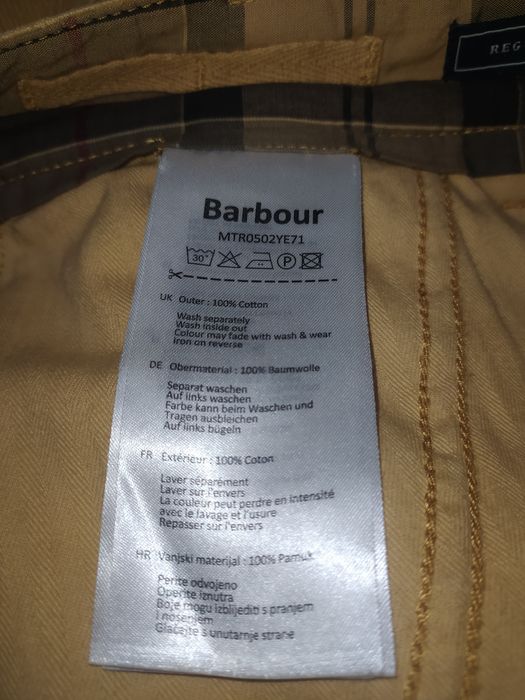 REG
Barbour
MTR0502YE71
30°
P
UK Outer : 100% Cotton
Wash separately
Wash inside out
Colour may fade with wash & wear
Iron on reverse
DE Obermaterial : 100% Baumwolle
Separat waschen
Auf links waschen
Farbe kann beim Waschen und
Tragen ausbleichen
Auf links bügeln
FR Extérieur : 100% Coton
Laver séparément
Laver sur l'envers
La couleur peut perdre en intensité
avec le lavage et l'usure
Repasser sur l'envers
HR Vanjski materijal : 100% Pamuk
Perite odvojeno
Operite iznutra
Boje mogu izblijediti s pranjem
i nošenjem
Glačajte s unutarnje strane